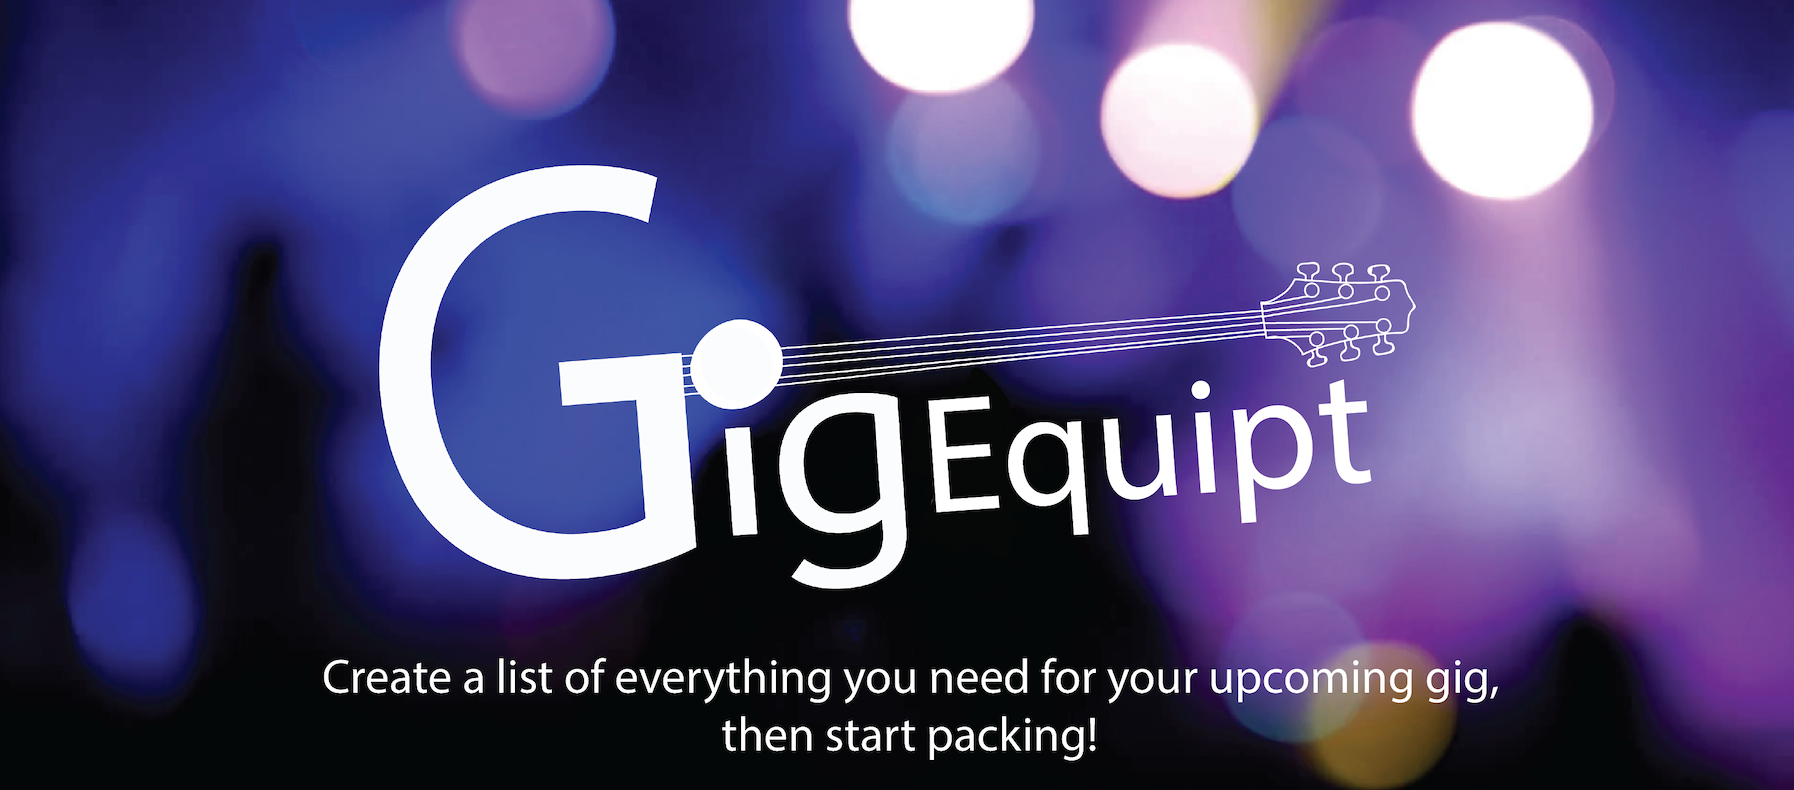 GigEquipt
Create a list of everything you need for your upcoming gig,
then start packing!